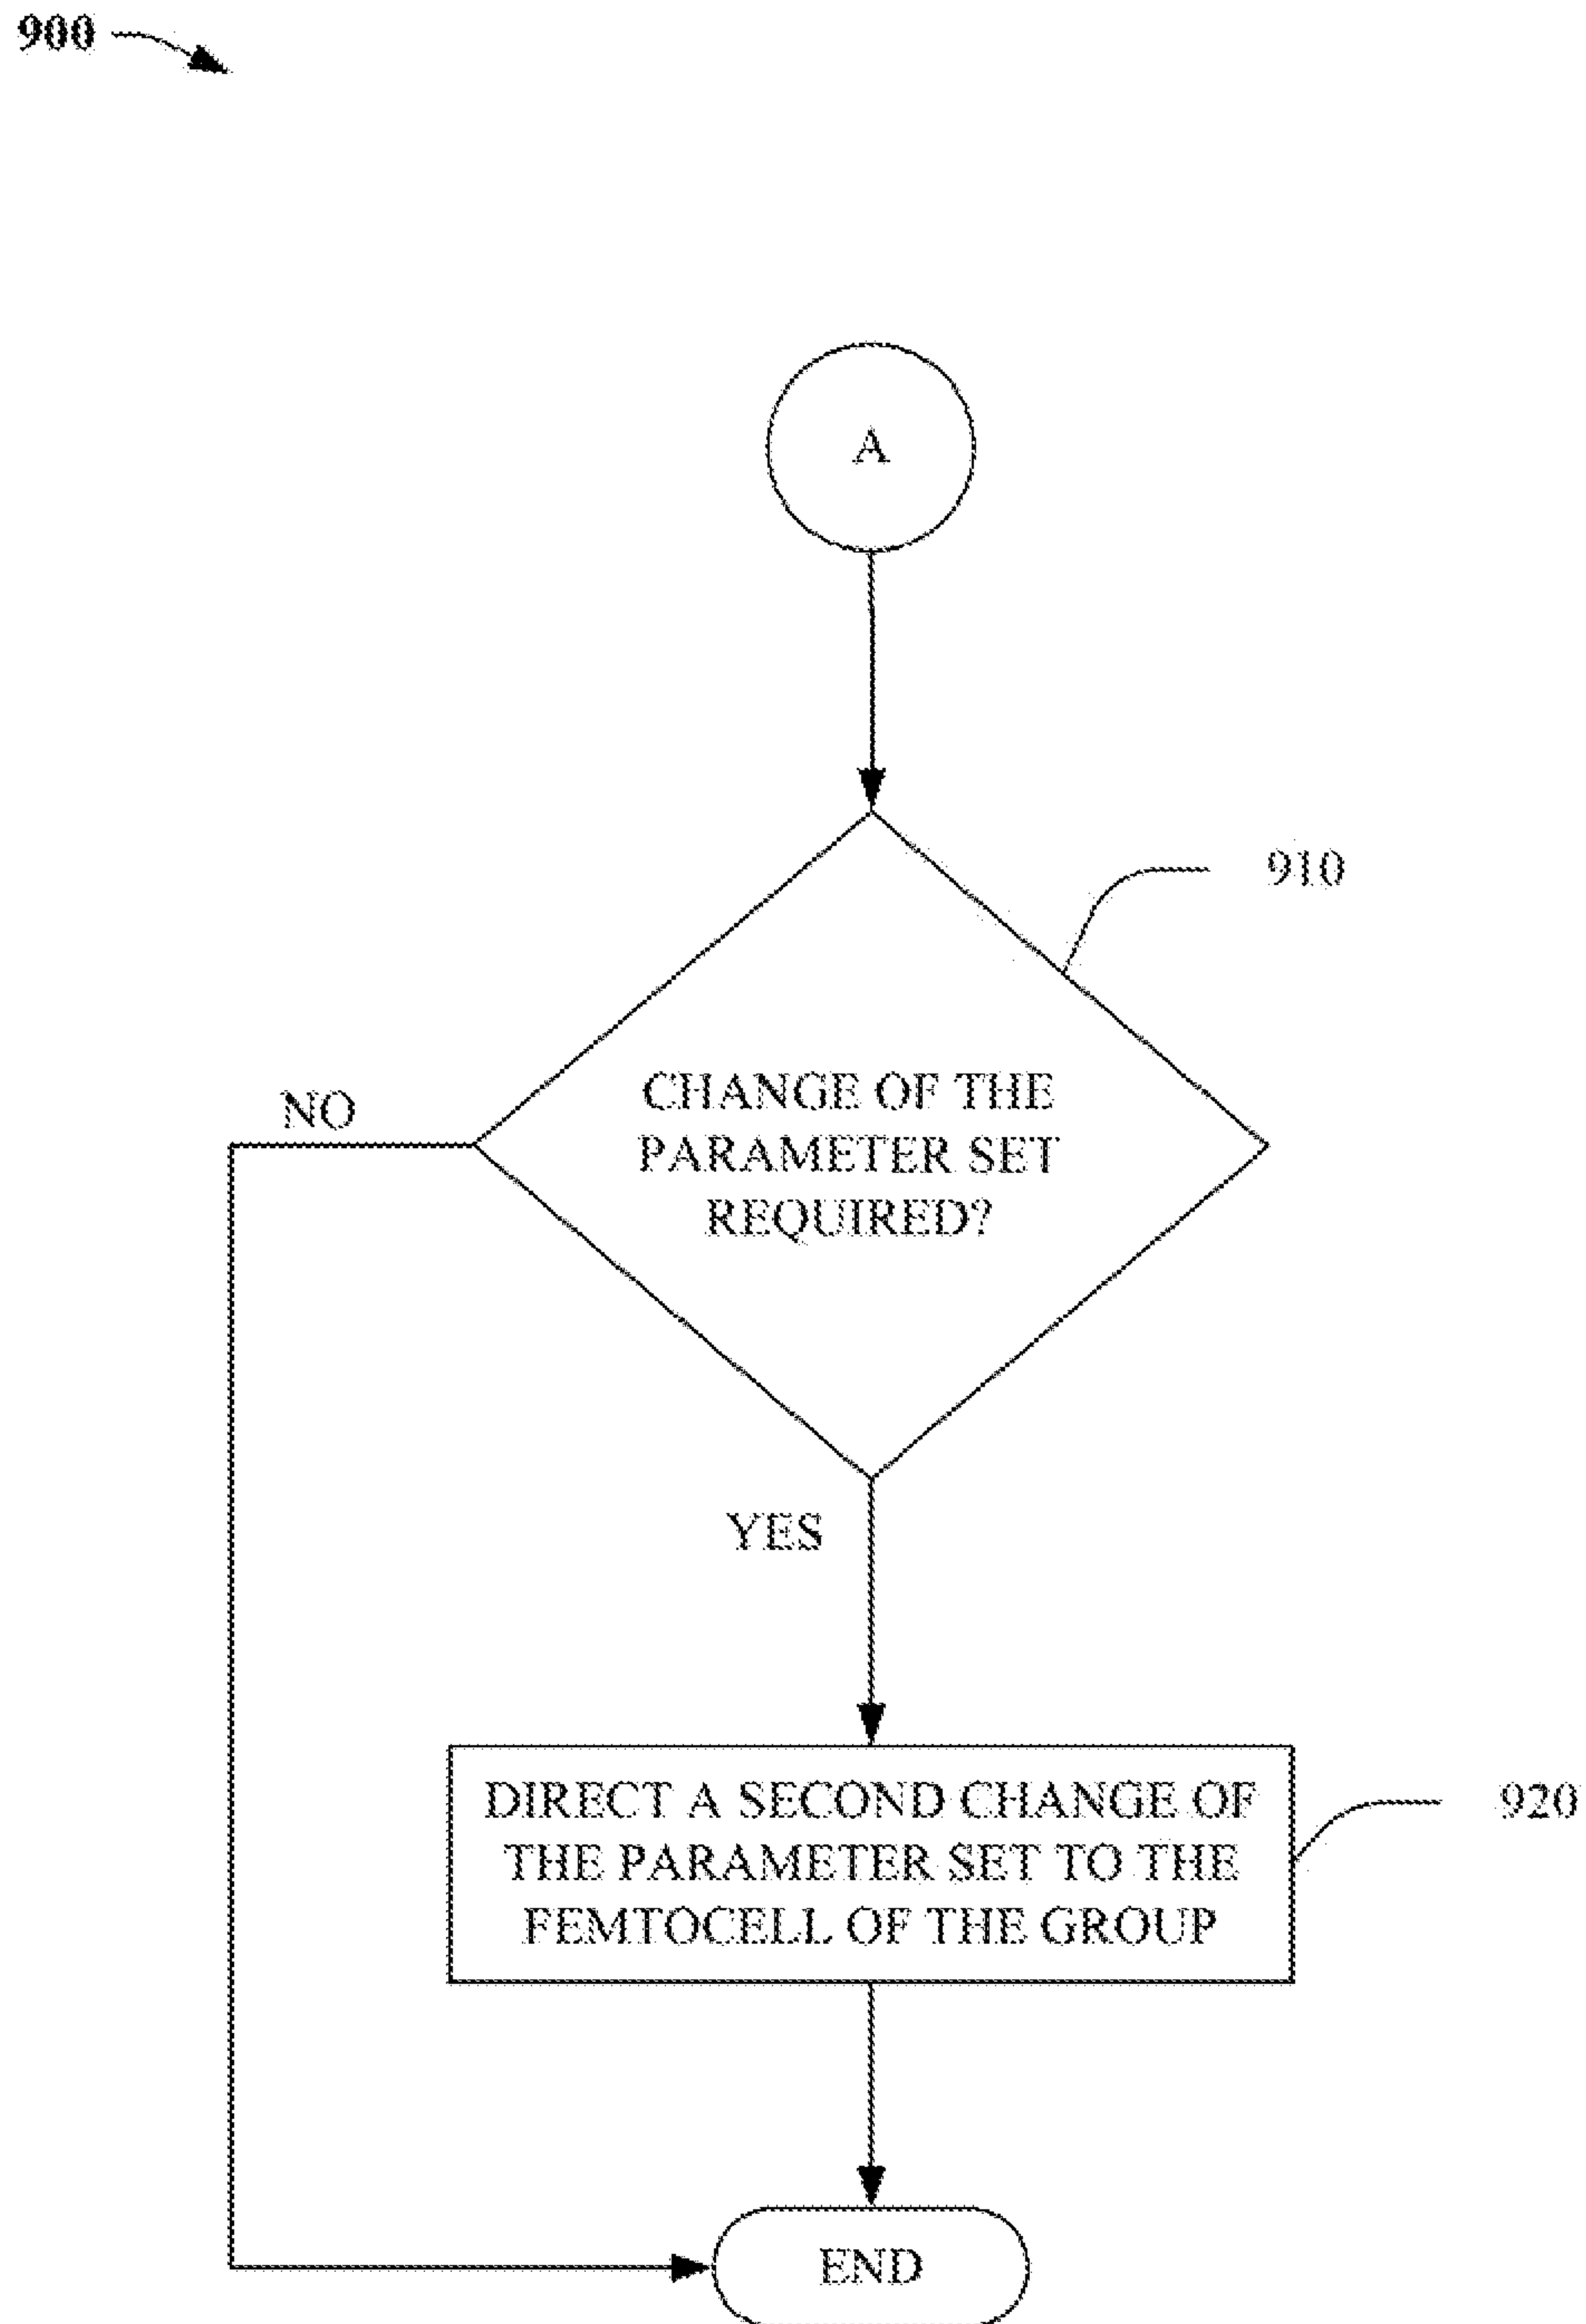 900
A
910
CHANGE OF THE
PARAMETER SET
REQUIRED?
NO
YES
DIRECT A SECOND CHANGE OF
THE PARAMETER SET TO THE
FEMTOCELL OF THE GROUP
920
END